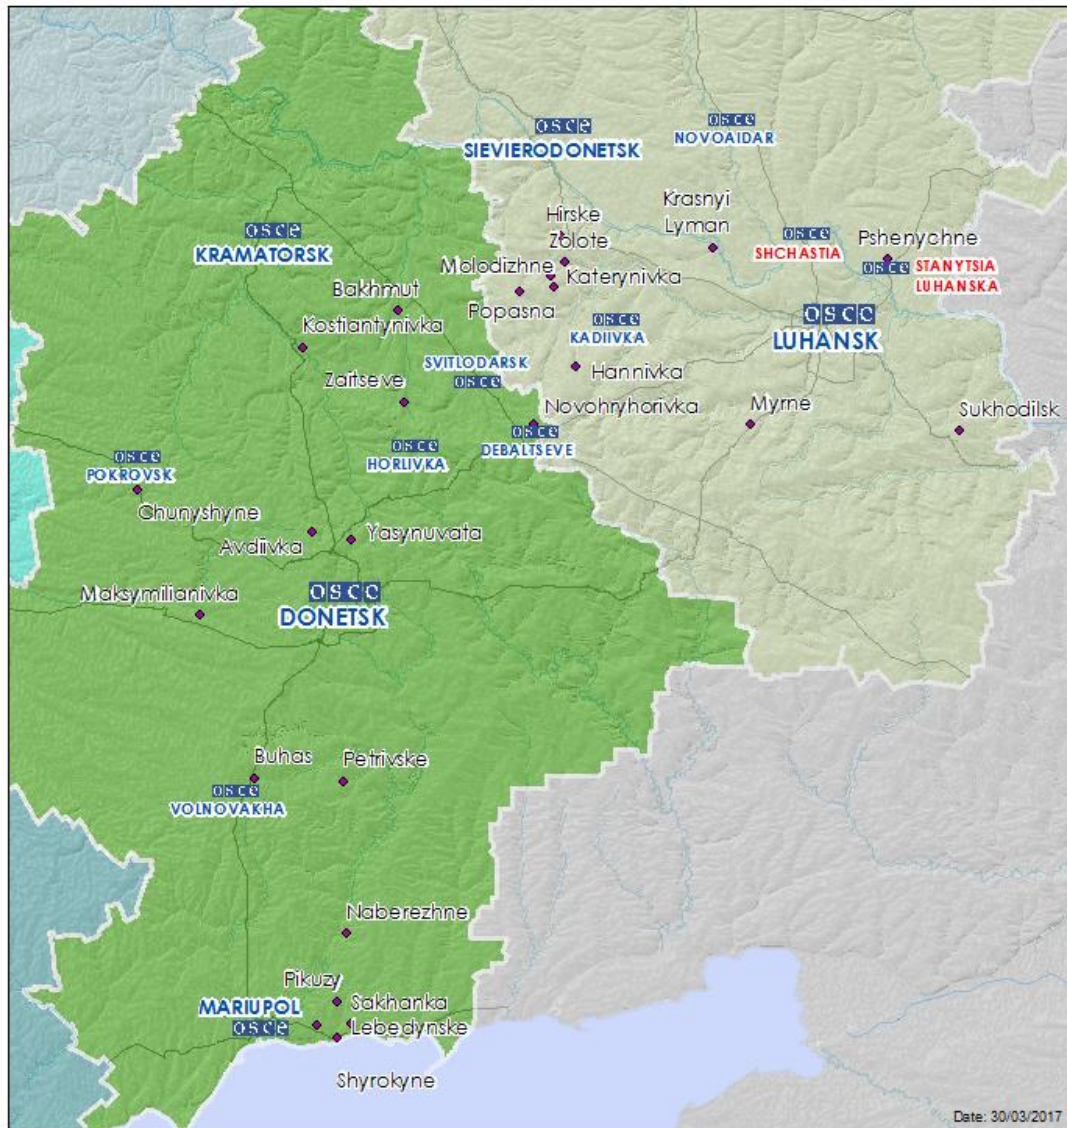 osce
SIEVIERODONETSK
osce
NOVOAIDAR
Hirske
Zolote
Krasnyi
Lyman
osce
SHCHASTIA
Pshenychne
osce
STANYTSIA
LUHANSKA
osce
KRAMATORSK
Molodizhne
Katerynivka
Bakhmut
Popasna
Kostiantynivka
osce
KADIIVKA
osce
LUHANSK
SVITLODARSK
osce
Hannivka
Zaitseve
Novohryhorivka
Myrne
Sukhodilsk
osce
DEBALTSEVE
osce
HORLIVKA
osce
POKROVSK
Chunyshyne
Avdiivka
Yasynuvata
Maksymilianivka
osce
DONETSK
Buhas
Petrivske
osce
VOLNOVAKHA
Naberezhne
Pikuzy
MARIUPOL
osce
Sakhanka
Lebedynske
Shyrokyne
Date: 30/03/2017